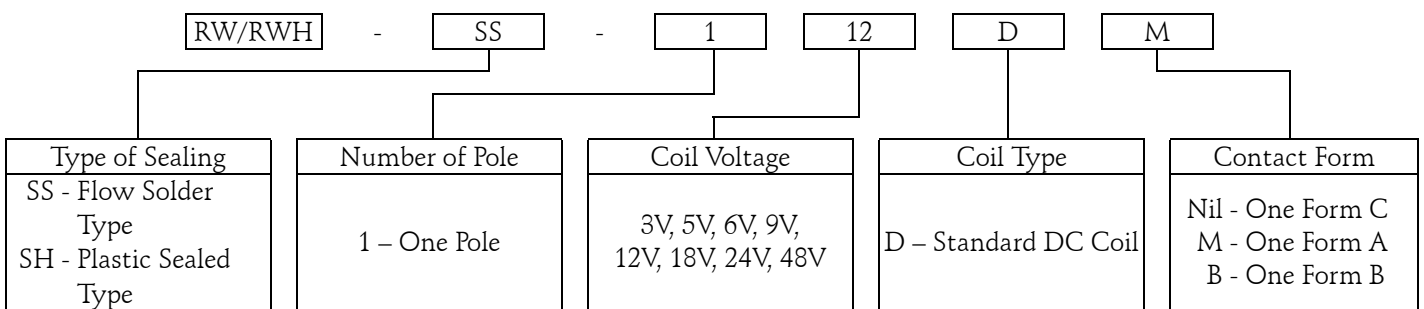 RW/RWH - SS - 1 12 D M
Type of Sealing
SS - Flow Solder
Type
SH - Plastic Sealed
Type
Number of Pole
1 – One Pole
Coil Voltage
3V, 5V, 6V, 9V,
12V, 18V, 24V, 48V
Coil Type
D – Standard DC Coil
Contact Form
Nil - One Form C
M - One Form A
B - One Form B